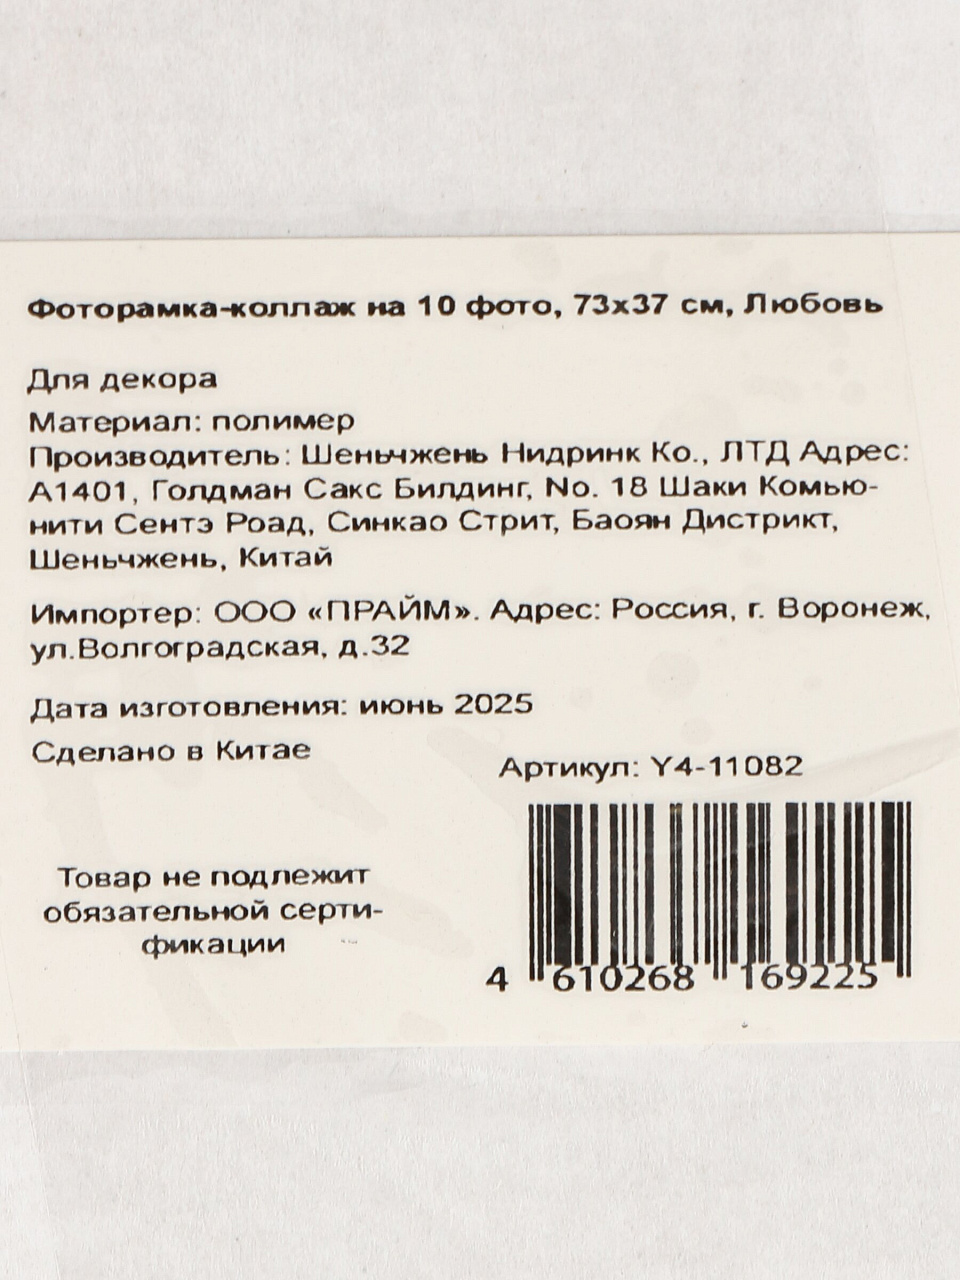 Фоторамка-коллаж на 10 фото, 73х37 см, Любовь
Для декора
Материал: полимер
Производитель: Шеньчжень Нидринк Ко., ЛТД Адрес:
А1401, Голдман Сакс Билдинг, No. 18 Шаки Комью-
нити Сентэ Роад, Синкао Стрит, Баоян Дистрикт,
Шеньчжень, Китай
Импортер: ООО «ПРАЙМ». Адрес: Россия, г. Воронеж,
ул.Волгоградская, д.32
Дата изготовления: июнь 2025
Сделано в Китае
Артикул: Y4-11082
Товар не подлежит
обязательной серти-
фикации
4 610268 169225